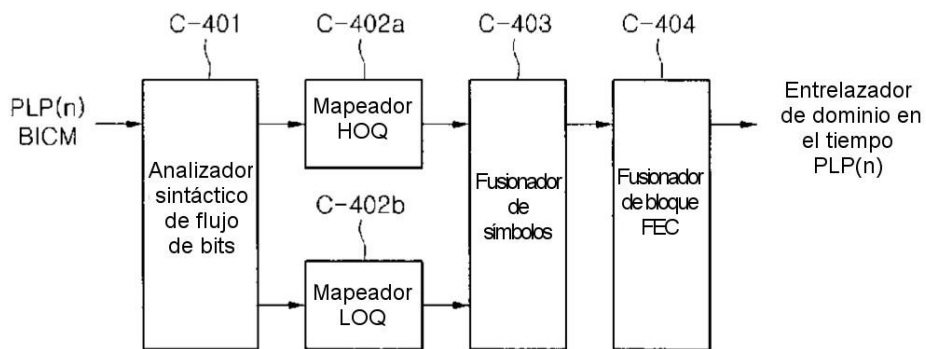 C-401
C-402a
C-403
C-404
PLP(n)
BICM
Analizador
sintáctico
de flujo
de bits
Mapeador
HOQ
C-402b
Mapeador
LOQ
Fusionador
de
símbolos
Fusionador
de bloque
FEC
Entrelazador
de dominio en
el tiempo
PLP(n)